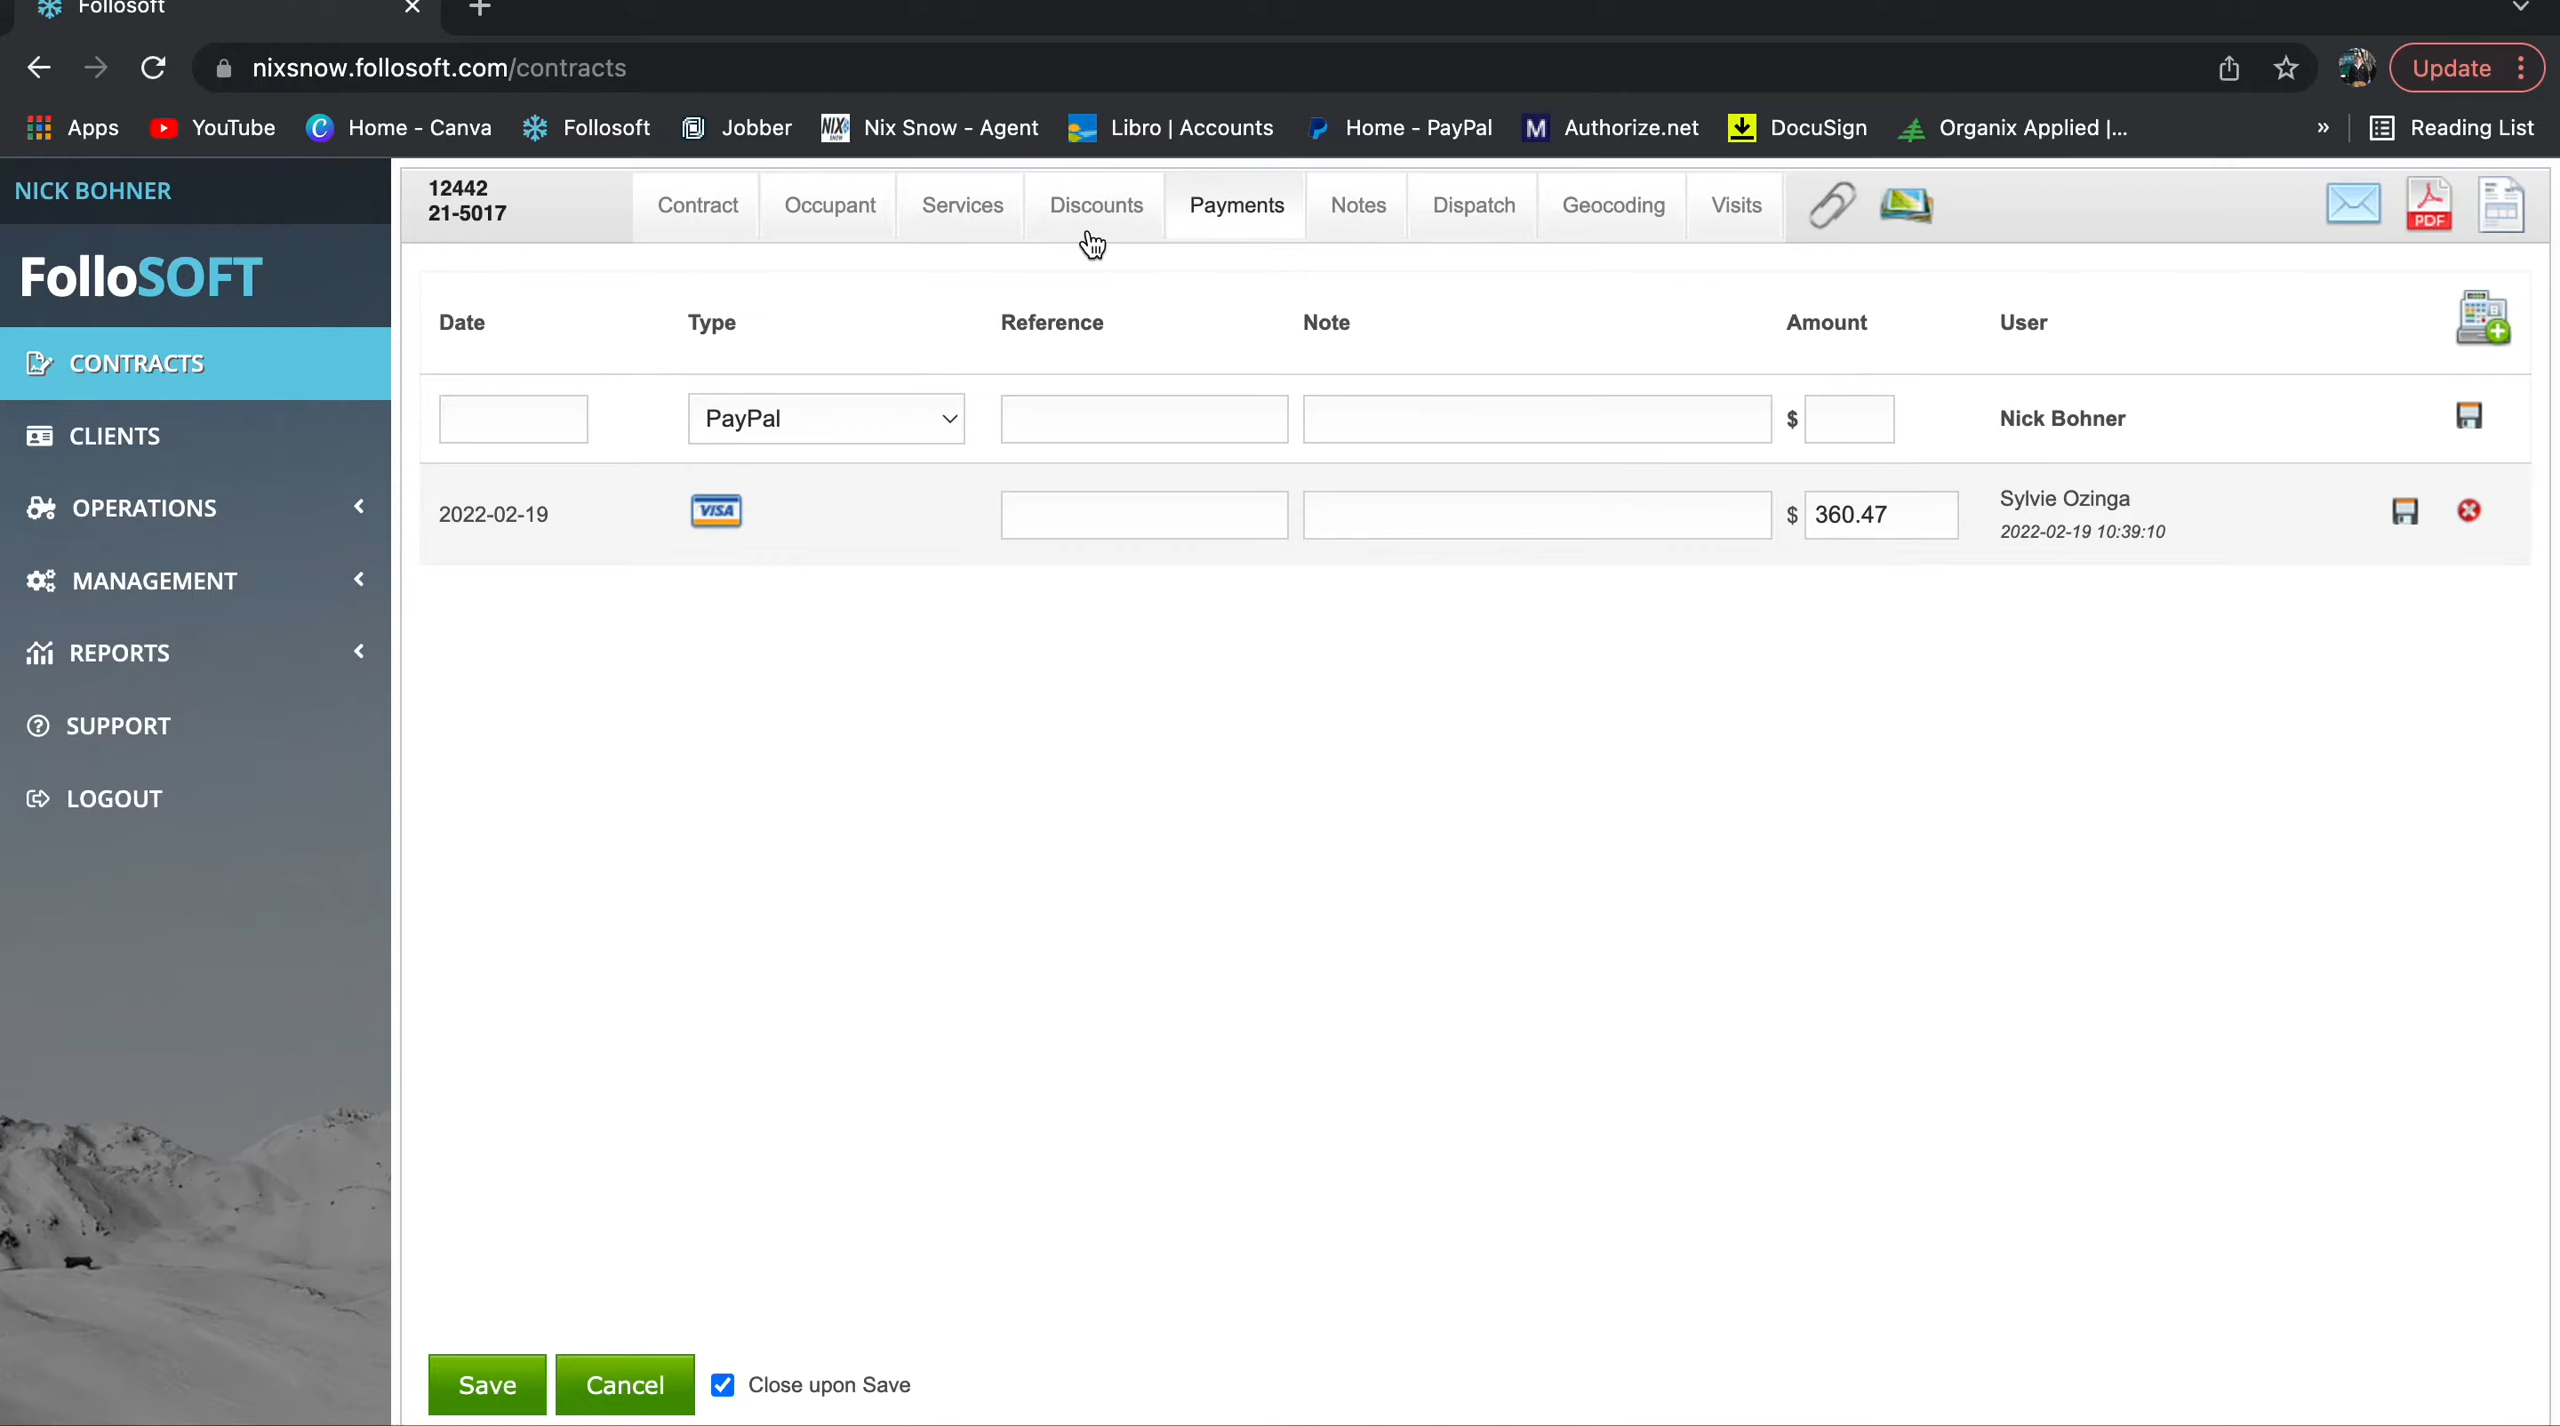 Follosoft
nixsnow.follosoft.com/contracts
Update
Apps YouTube Home - Canva Follosoft Jobber Nix Snow - Agent Libro | Accounts Home - PayPal Authorize.net DocuSign Organix Applied |... » Reading List
NICK BOHNER
FolloSOFT
CONTRACTS
CLIENTS
OPERATIONS
MANAGEMENT
REPORTS
SUPPORT
LOGOUT
12442
21-5017
Contract Occupant Services Discounts Payments Notes Dispatch Geocoding Visits
PDF
Date Type Reference Note Amount User
PayPal $ Nick Bohner
2022-02-19 VISA $ 360.47 Sylvie Ozinga
2022-02-19 10:39:10
Save Cancel Close upon Save